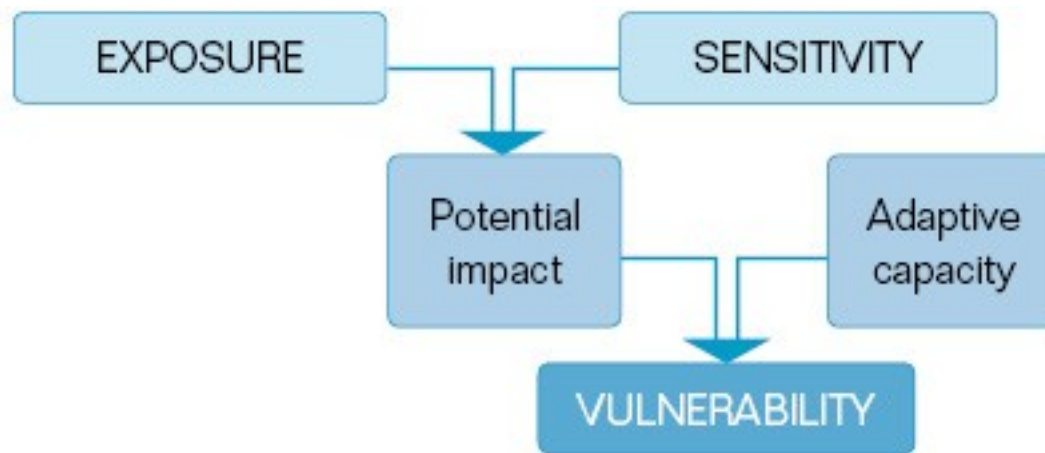 EXPOSURE
SENSITIVITY
Potential
impact
Adaptive
capacity
VULNERABILITY